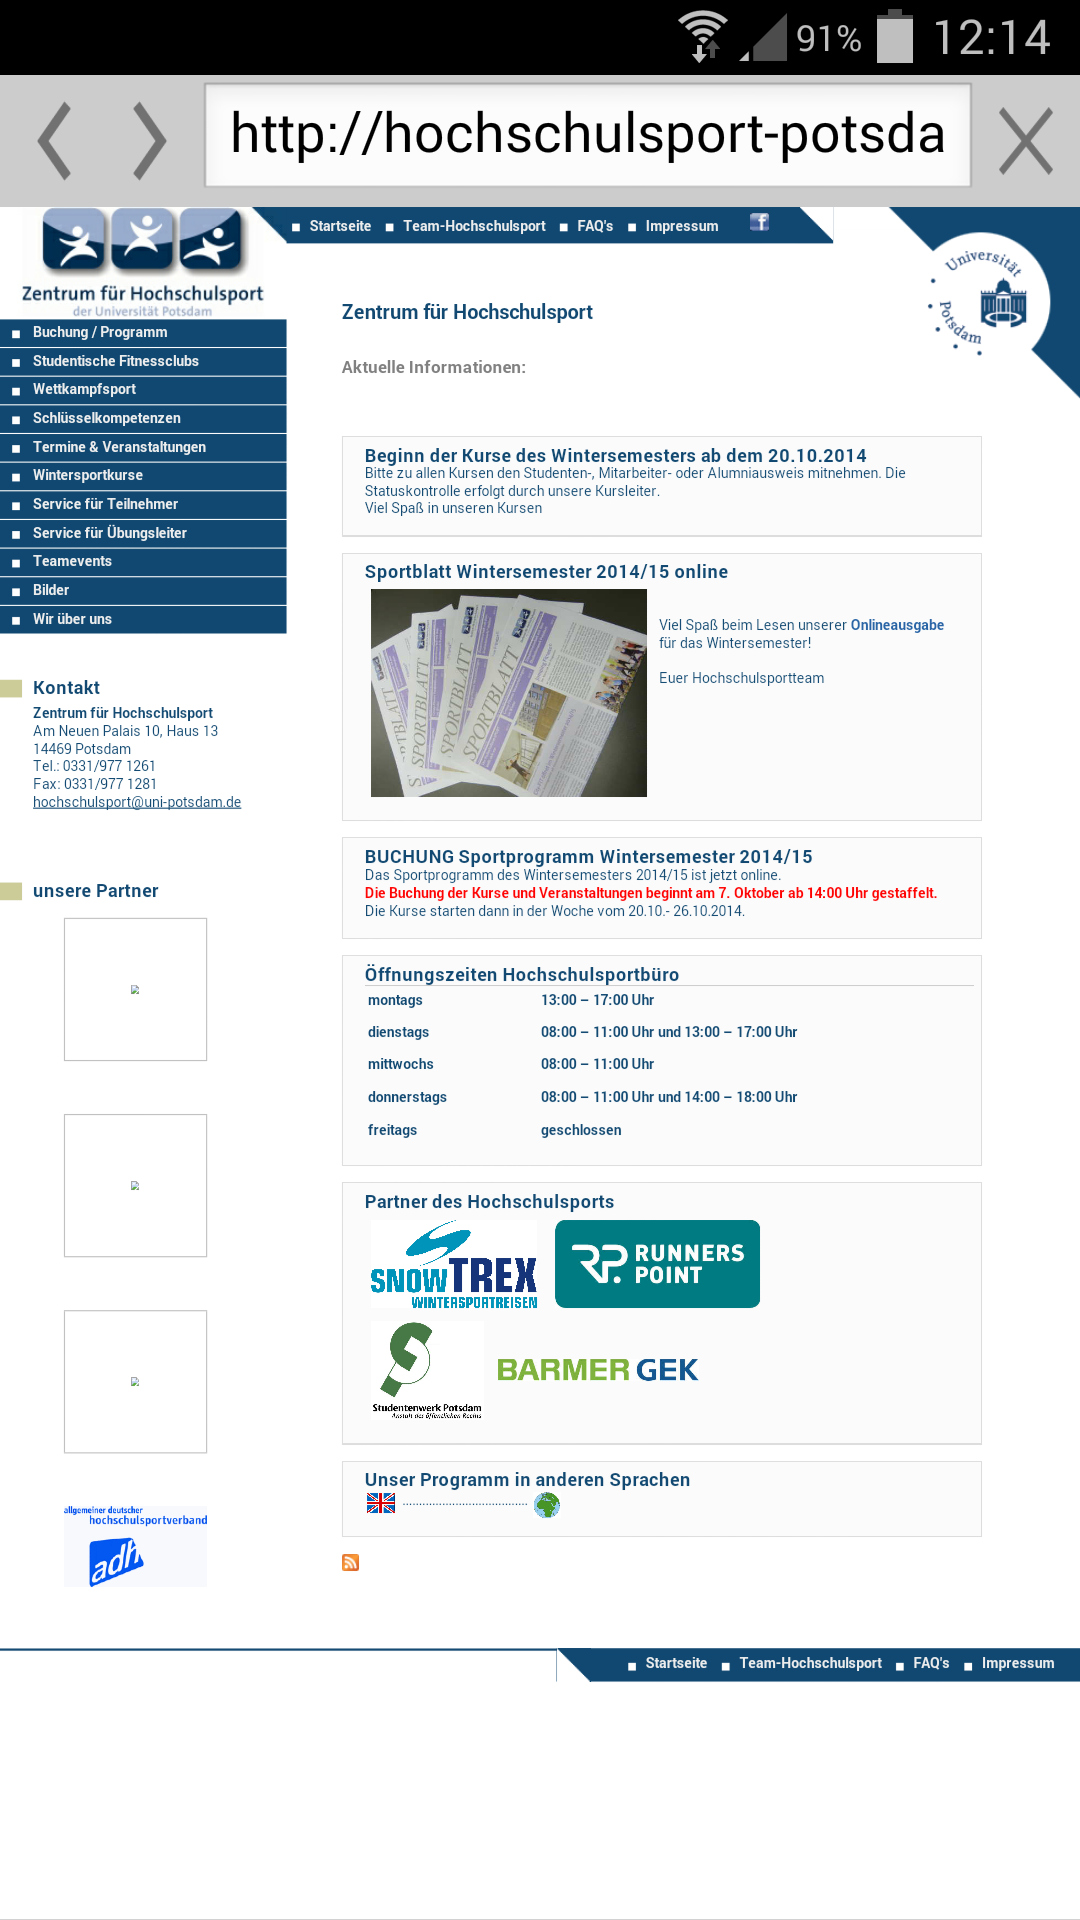 91% 12:14
http://hochschulsport-potsda
Startseite Team-Hochschulsport FAQ's Impressum
Zentrum für Hochschulsport
der Universität Potsdam
Universität Potsdam
Buchung / Programm
Studentische Fitnessclubs
Wettkampfsport
Schlüsselkompetenzen
Termine & Veranstaltungen
Wintersportkurse
Service für Teilnehmer
Service für Übungsleiter
Teamevents
Bilder
Wir über uns
Kontakt
Zentrum für Hochschulsport
Am Neuen Palais 10, Haus 13
14469 Potsdam
Tel.: 0331/977 1261
Fax: 0331/977 1281
hochschulsport@uni-potsdam.de
unsere Partner
allgemeiner deutscher
hochschulsportverband
adh
Zentrum für Hochschulsport
Aktuelle Informationen:
Beginn der Kurse des Wintersemesters ab dem 20.10.2014
Bitte zu allen Kursen den Studenten-, Mitarbeiter- oder Alumniausweis mitnehmen. Die
Statuskontrolle erfolgt durch unsere Kursleiter.
Viel Spaß in unseren Kursen
Sportblatt Wintersemester 2014/15 online
SPORTBLATT
SPORTBLATT
SPORTBLATT
Viel Spaß beim Lesen unserer Onlineausgabe
für das Wintersemester!
Euer Hochschulsportteam
BUCHUNG Sportprogramm Wintersemester 2014/15
Das Sportprogramm des Wintersemesters 2014/15 ist jetzt online.
Die Buchung der Kurse und Veranstaltungen beginnt am 7. Oktober ab 14:00 Uhr gestaffelt.
Die Kurse starten dann in der Woche vom 20.10.- 26.10.2014.
Öffnungszeiten Hochschulsportbüro
montags 13:00 – 17:00 Uhr
dienstags 08:00 – 11:00 Uhr und 13:00 – 17:00 Uhr
mittwochs 08:00 – 11:00 Uhr
donnerstags 08:00 – 11:00 Uhr und 14:00 – 18:00 Uhr
freitags geschlossen
Partner des Hochschulsports
SNOWTREX
WINTERSPORTREISEN
RP. RUNNERS
POINT
Studentenwerk Potsdam
Anstalt des öffentlichen Rechts
BARMER GEK
Unser Programm in anderen Sprachen
Startseite Team-Hochschulsport FAQ's Impressum